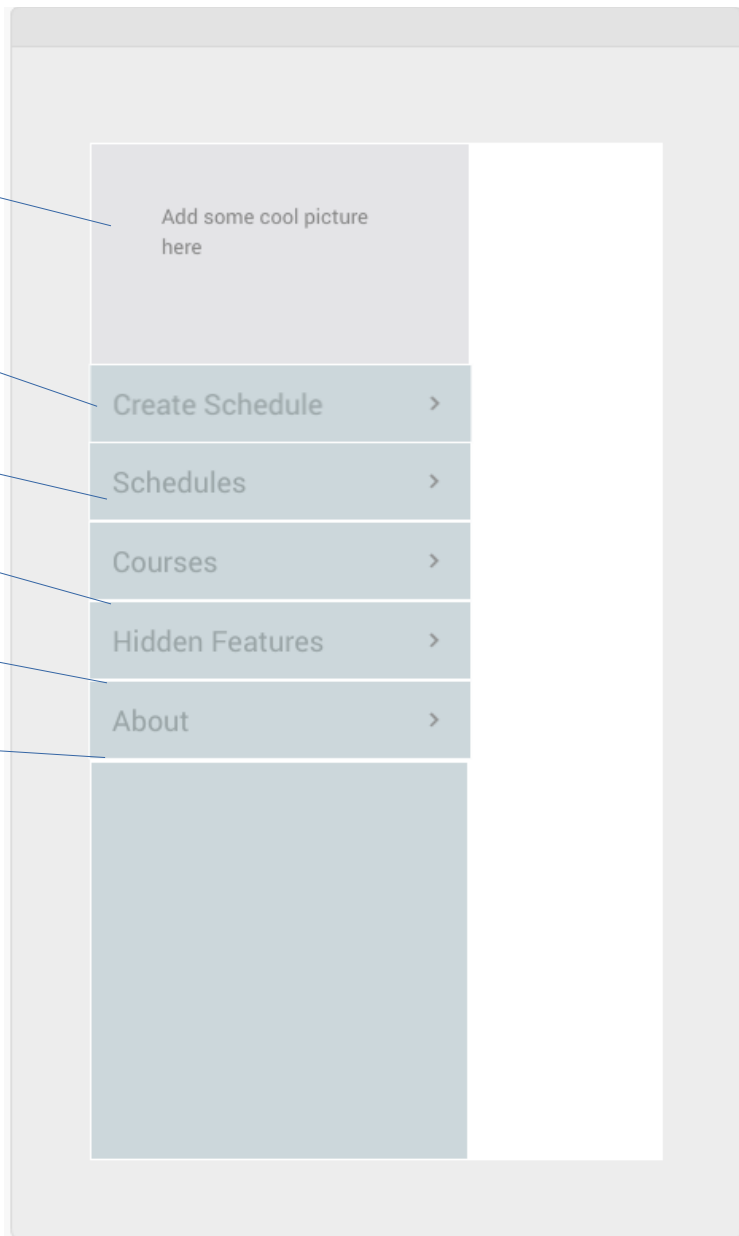 Add some cool picture
here
Create Schedule
Schedules
Courses
Hidden Features
About